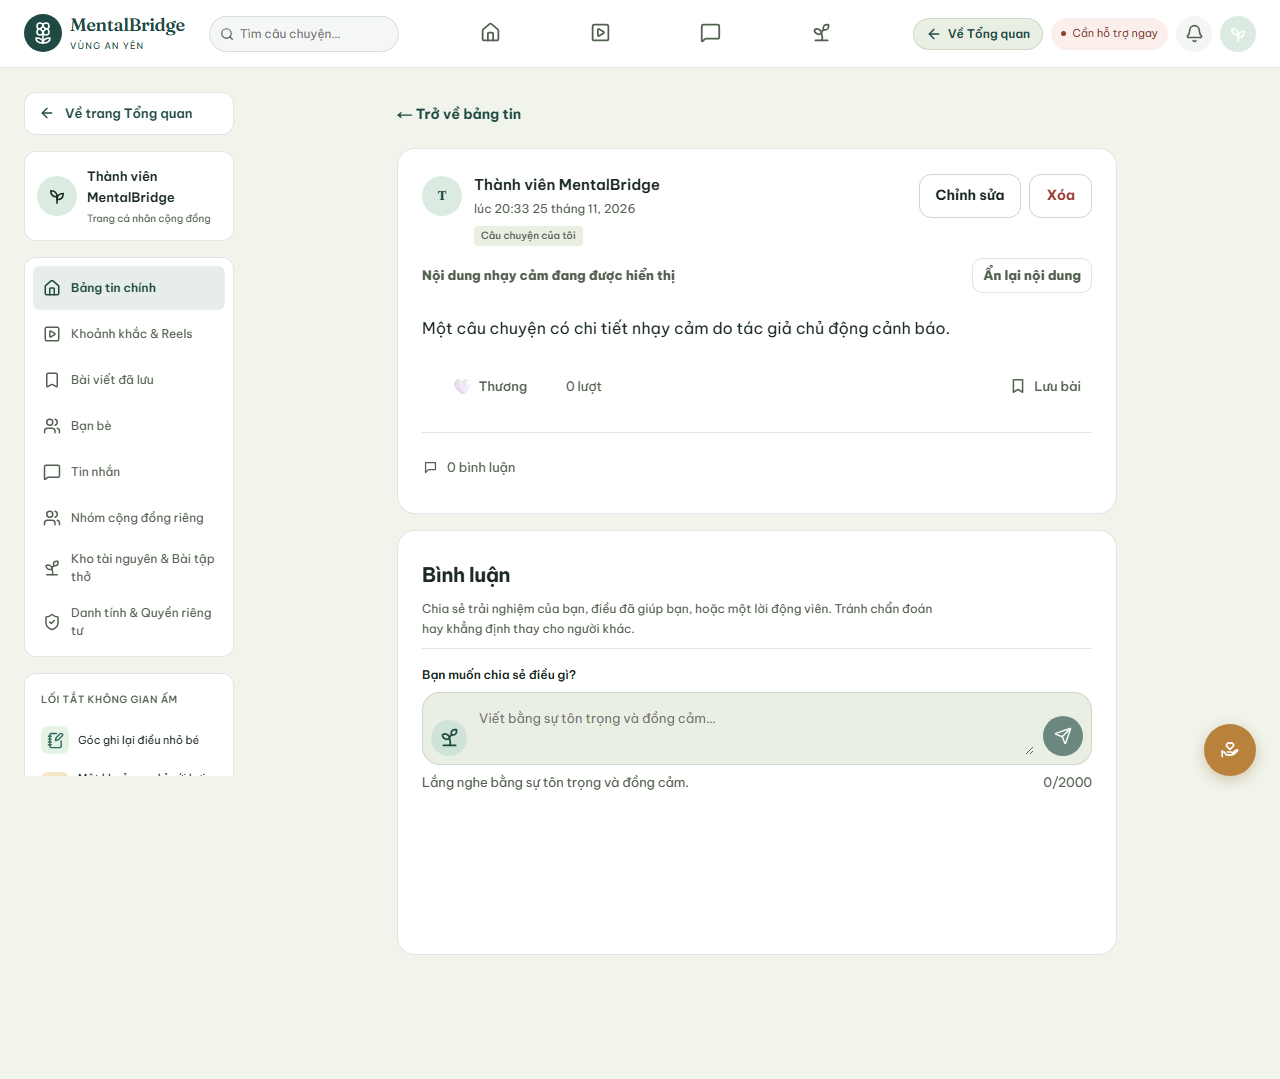 MentalBridge
VÙNG AN YÊN
Tìm câu chuyện...
Về Tổng quan
Cần hỗ trợ ngay
Về trang Tổng quan
Thành viên
MentalBridge
Trang cá nhân cộng đồng
Bảng tin chính
Khoảnh khắc & Reels
Bài viết đã lưu
Bạn bè
Tin nhắn
Nhóm cộng đồng riêng
Kho tài nguyên & Bài tập
thở
Danh tính & Quyền riêng
tư
LỐI TẮT KHÔNG GIAN ẤM
Góc ghi lại điều nhỏ bé
← Trở về bảng tin
T
Thành viên MentalBridge
lúc 20:33 25 tháng 11, 2026
Câu chuyện của tôi
Chỉnh sửa
Xóa
Nội dung nhạy cảm đang được hiển thị
Ẩn lại nội dung
Một câu chuyện có chi tiết nhạy cảm do tác giả chủ động cảnh báo.
Thương
0 lượt
Lưu bài
0 bình luận
Bình luận
Chia sẻ trải nghiệm của bạn, điều đã giúp bạn, hoặc một lời động viên. Tránh chẩn đoán
hay khẳng định thay cho người khác.
Bạn muốn chia sẻ điều gì?
Viết bằng sự tôn trọng và đồng cảm...
Lắng nghe bằng sự tôn trọng và đồng cảm.
0/2000